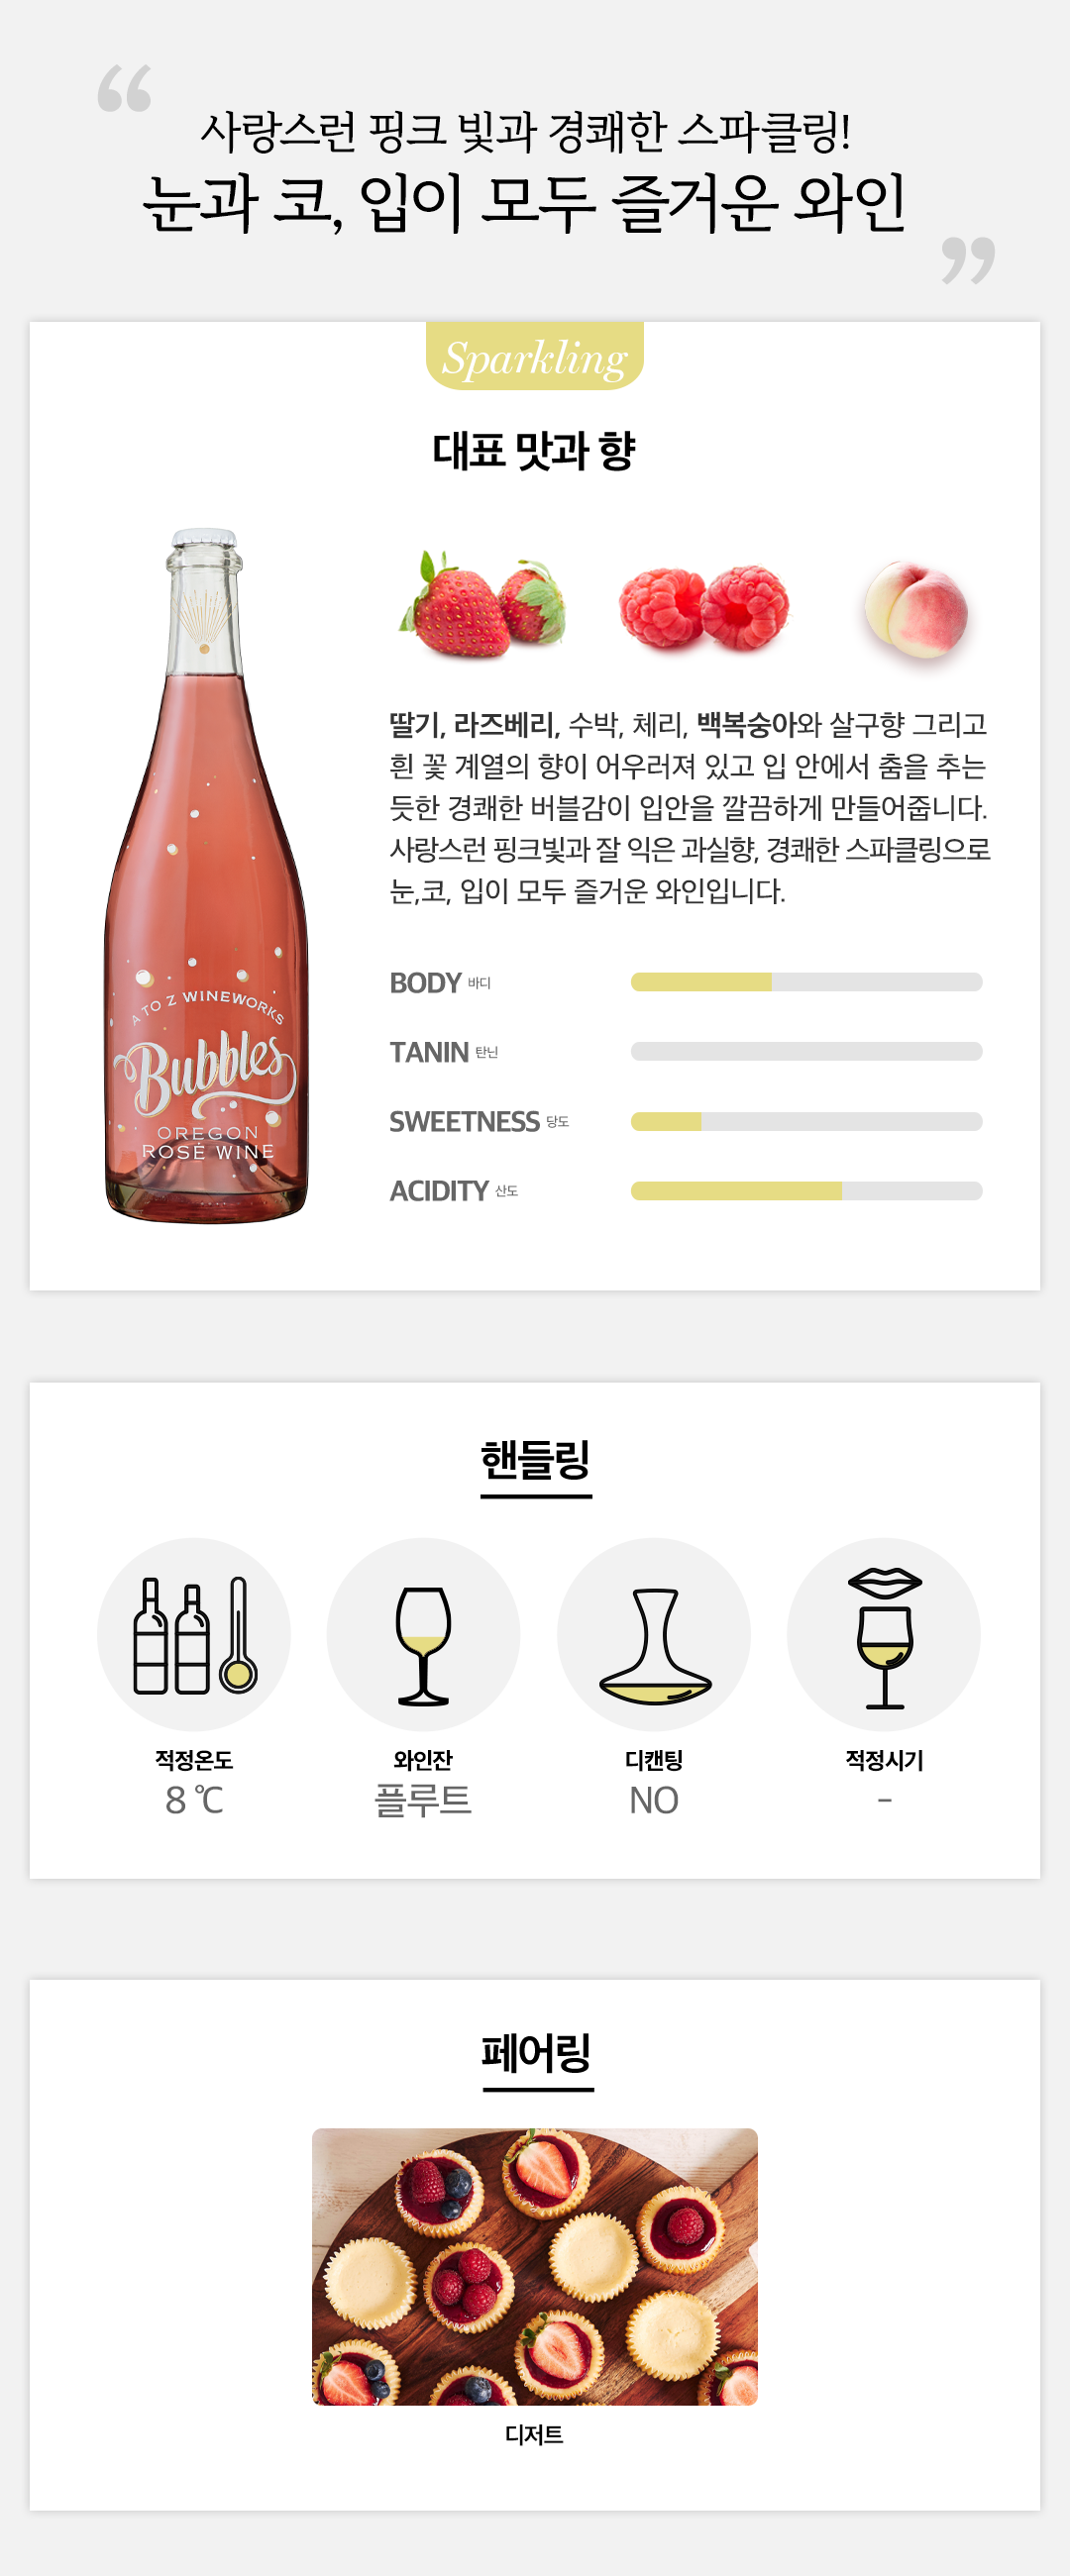 “
사랑스런 핑크 빛과 경쾌한 스파클링!
눈과 코, 입이 모두 즐거운 와인
”
Sparkling
대표 맛과 향
딸기, 라즈베리, 수박, 체리, 백복숭아와 살구향 그리고
흰 꽃 계열의 향이 어우러져 있고 입 안에서 춤을 추는
듯한 경쾌한 버블감이 입안을 깔끔하게 만들어줍니다.
사랑스런 핑크빛과 잘 익은 과실향, 경쾌한 스파클링으로
눈,코, 입이 모두 즐거운 와인입니다.
A TO Z WINEWORKS
Bubbles
OREGON
ROSÉ WINE
BODY 바디
TANIN 탄닌
SWEETNESS 당도
ACIDITY 산도
핸들링
적정온도
8 ℃
와인잔
플루트
디캔팅
NO
적정시기
-
페어링
디저트